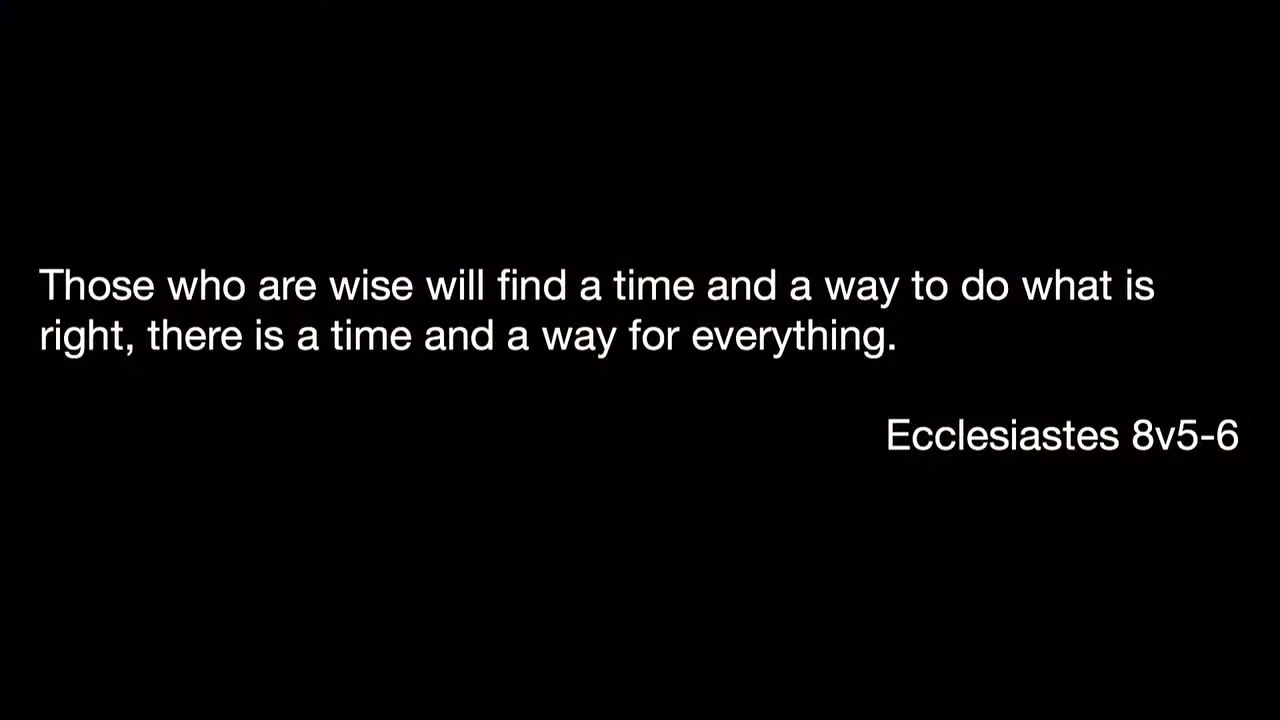 Those who are wise will find a time and a way to do what is
right, there is a time and a way for everything.
Ecclesiastes 8v5-6